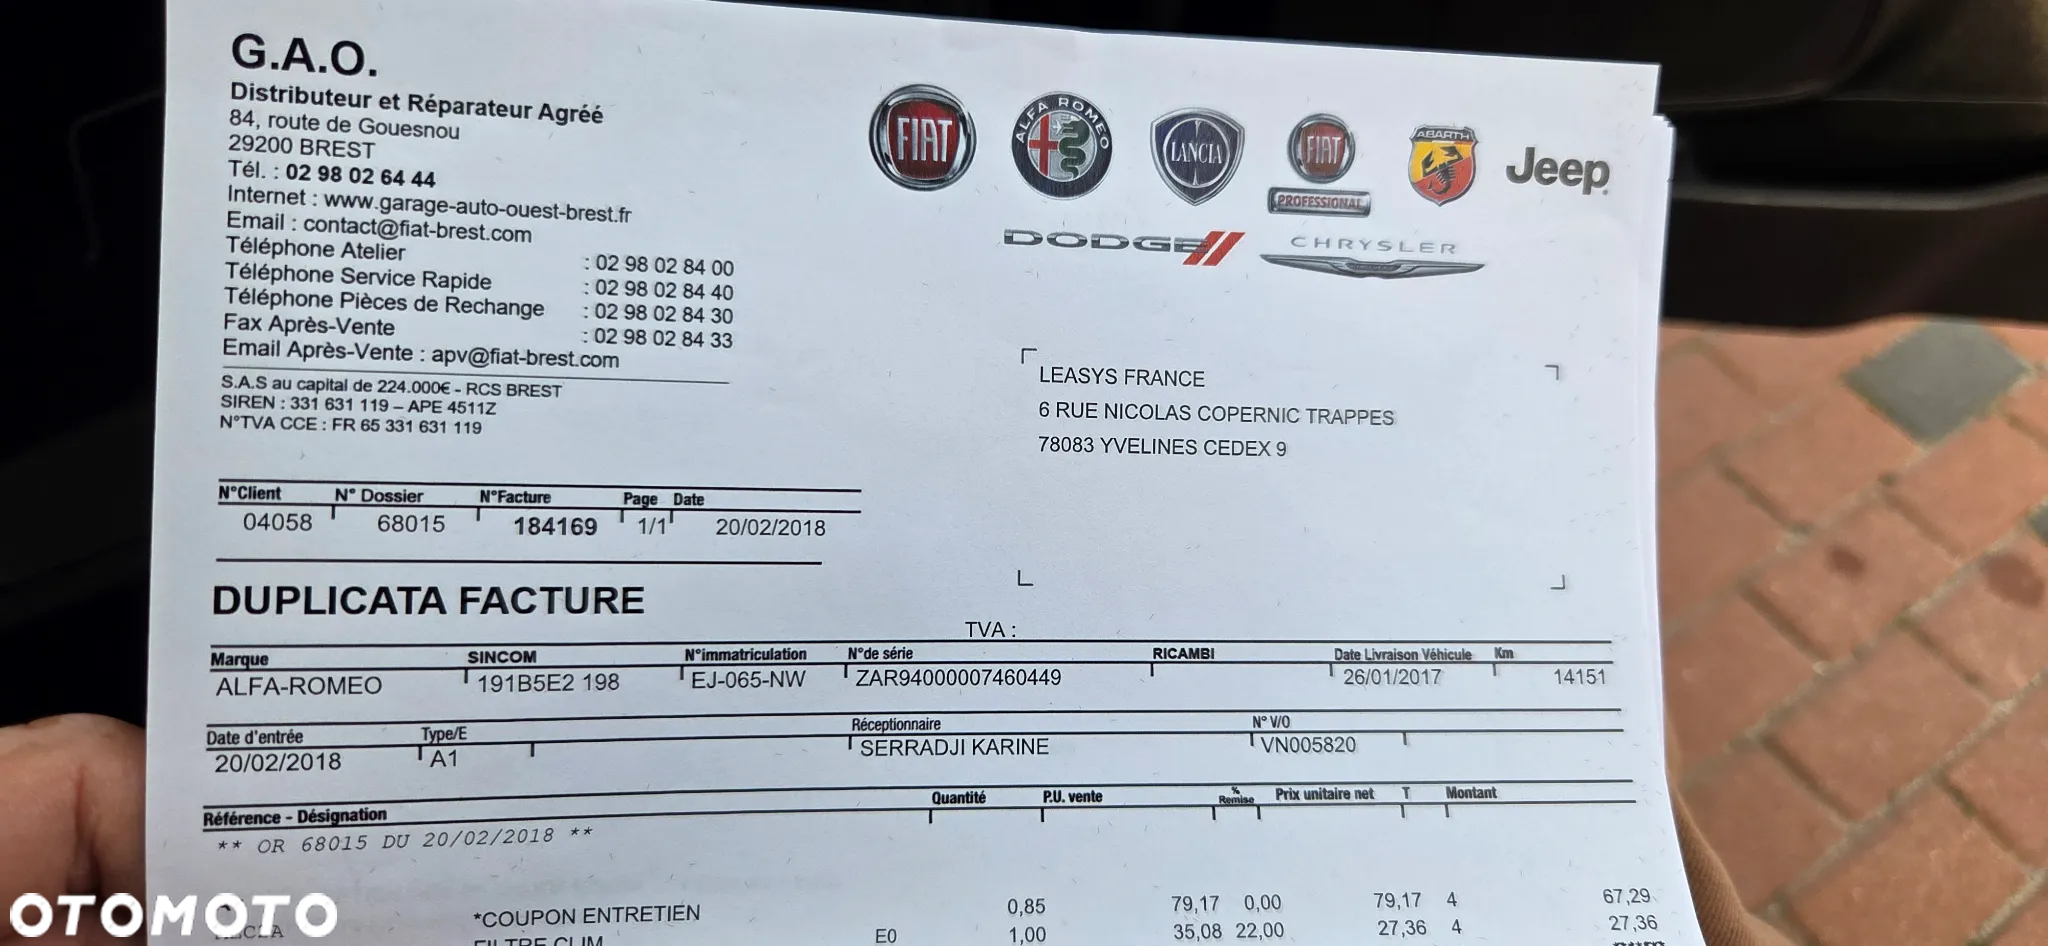 G.A.O.
Distributeur et Réparateur Agréé
84, route de Gouesnou
29200 BREST
Tél. : 02 98 02 64 44
Internet : www.garage-auto-ouest-brest.fr
Email : contact@fiat-brest.com
Téléphone Atelier : 02 98 02 84 00
Téléphone Service Rapide : 02 98 02 84 40
Téléphone Pièces de Rechange : 02 98 02 84 30
Fax Après-Vente : 02 98 02 84 33
Email Après-Vente : apv@fiat-brest.com
S.A.S au capital de 224.000€ - RCS BREST
SIREN : 331 631 119 – APE 4511Z
N°TVA CCE : FR 65 331 631 119
FIAT
ALFA ROMEO
LANCIA
FIAT
PROFESSIONAL
ABARTH
Jeep
DODGE
CHRYSLER
LEASYS FRANCE
6 RUE NICOLAS COPERNIC TRAPPES
78083 YVELINES CEDEX 9
N°Client N° Dossier N°Facture Page Date
04058 68015 184169 1/1 20/02/2018
DUPLICATA FACTURE
TVA :
Marque SINCOM N°immatriculation N°de série RICAMBI Date Livraison Véhicule Km
ALFA-ROMEO 191B5E2 198 EJ-065-NW ZAR94000007460449 26/01/2017 14151
Date d'entrée Type/E Réceptionnaire N° V/O
20/02/2018 A1 SERRADJI KARINE VN005820
Référence - Désignation Quantité P.U. vente % Remise Prix unitaire net T Montant
** OR 68015 DU 20/02/2018 **
*COUPON ENTRETIEN 0,85 79,17 0,00 79,17 4 67,29
FILTRE CLIM E0 1,00 35,08 22,00 27,36 4 27,36
OTOMOTO